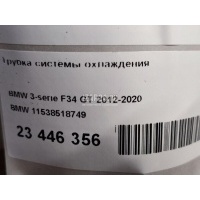 Трубка системы охлаждения
BMW 3-serie F34 GT 2012-2020
BMW 11538518749
23 446 356